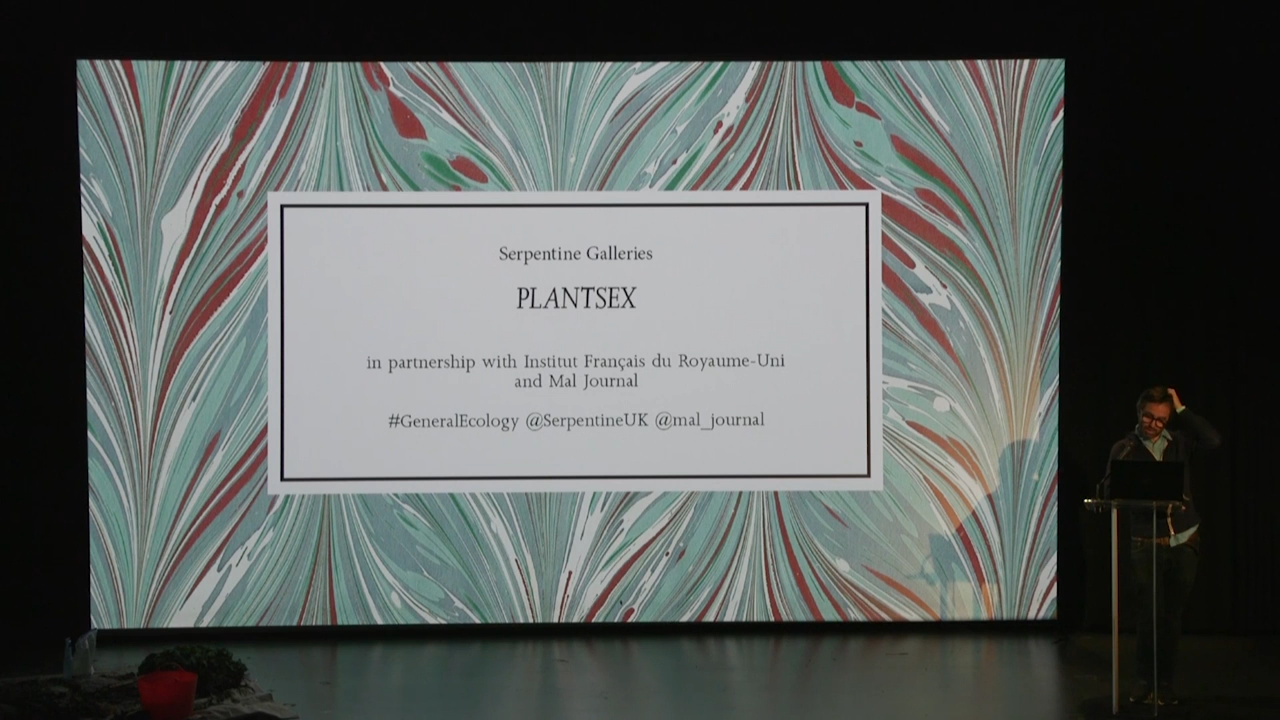 Serpentine Galleries
PLANTSEX
in partnership with Institut Français du Royaume-Uni
and Mal Journal
#GeneralEcology @SerpentineUK @mal_journal